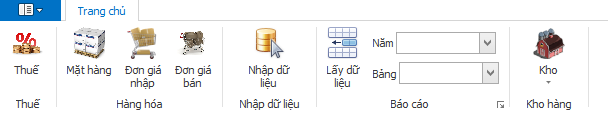 Trang chủ
Thuế
Mặt hàng
Đơn giá nhập
Đơn giá bán
Nhập dữ liệu
Lấy dữ liệu
Năm
Bảng
Kho
Thuế
Hàng hóa
Nhập dữ liệu
Báo cáo
Kho hàng